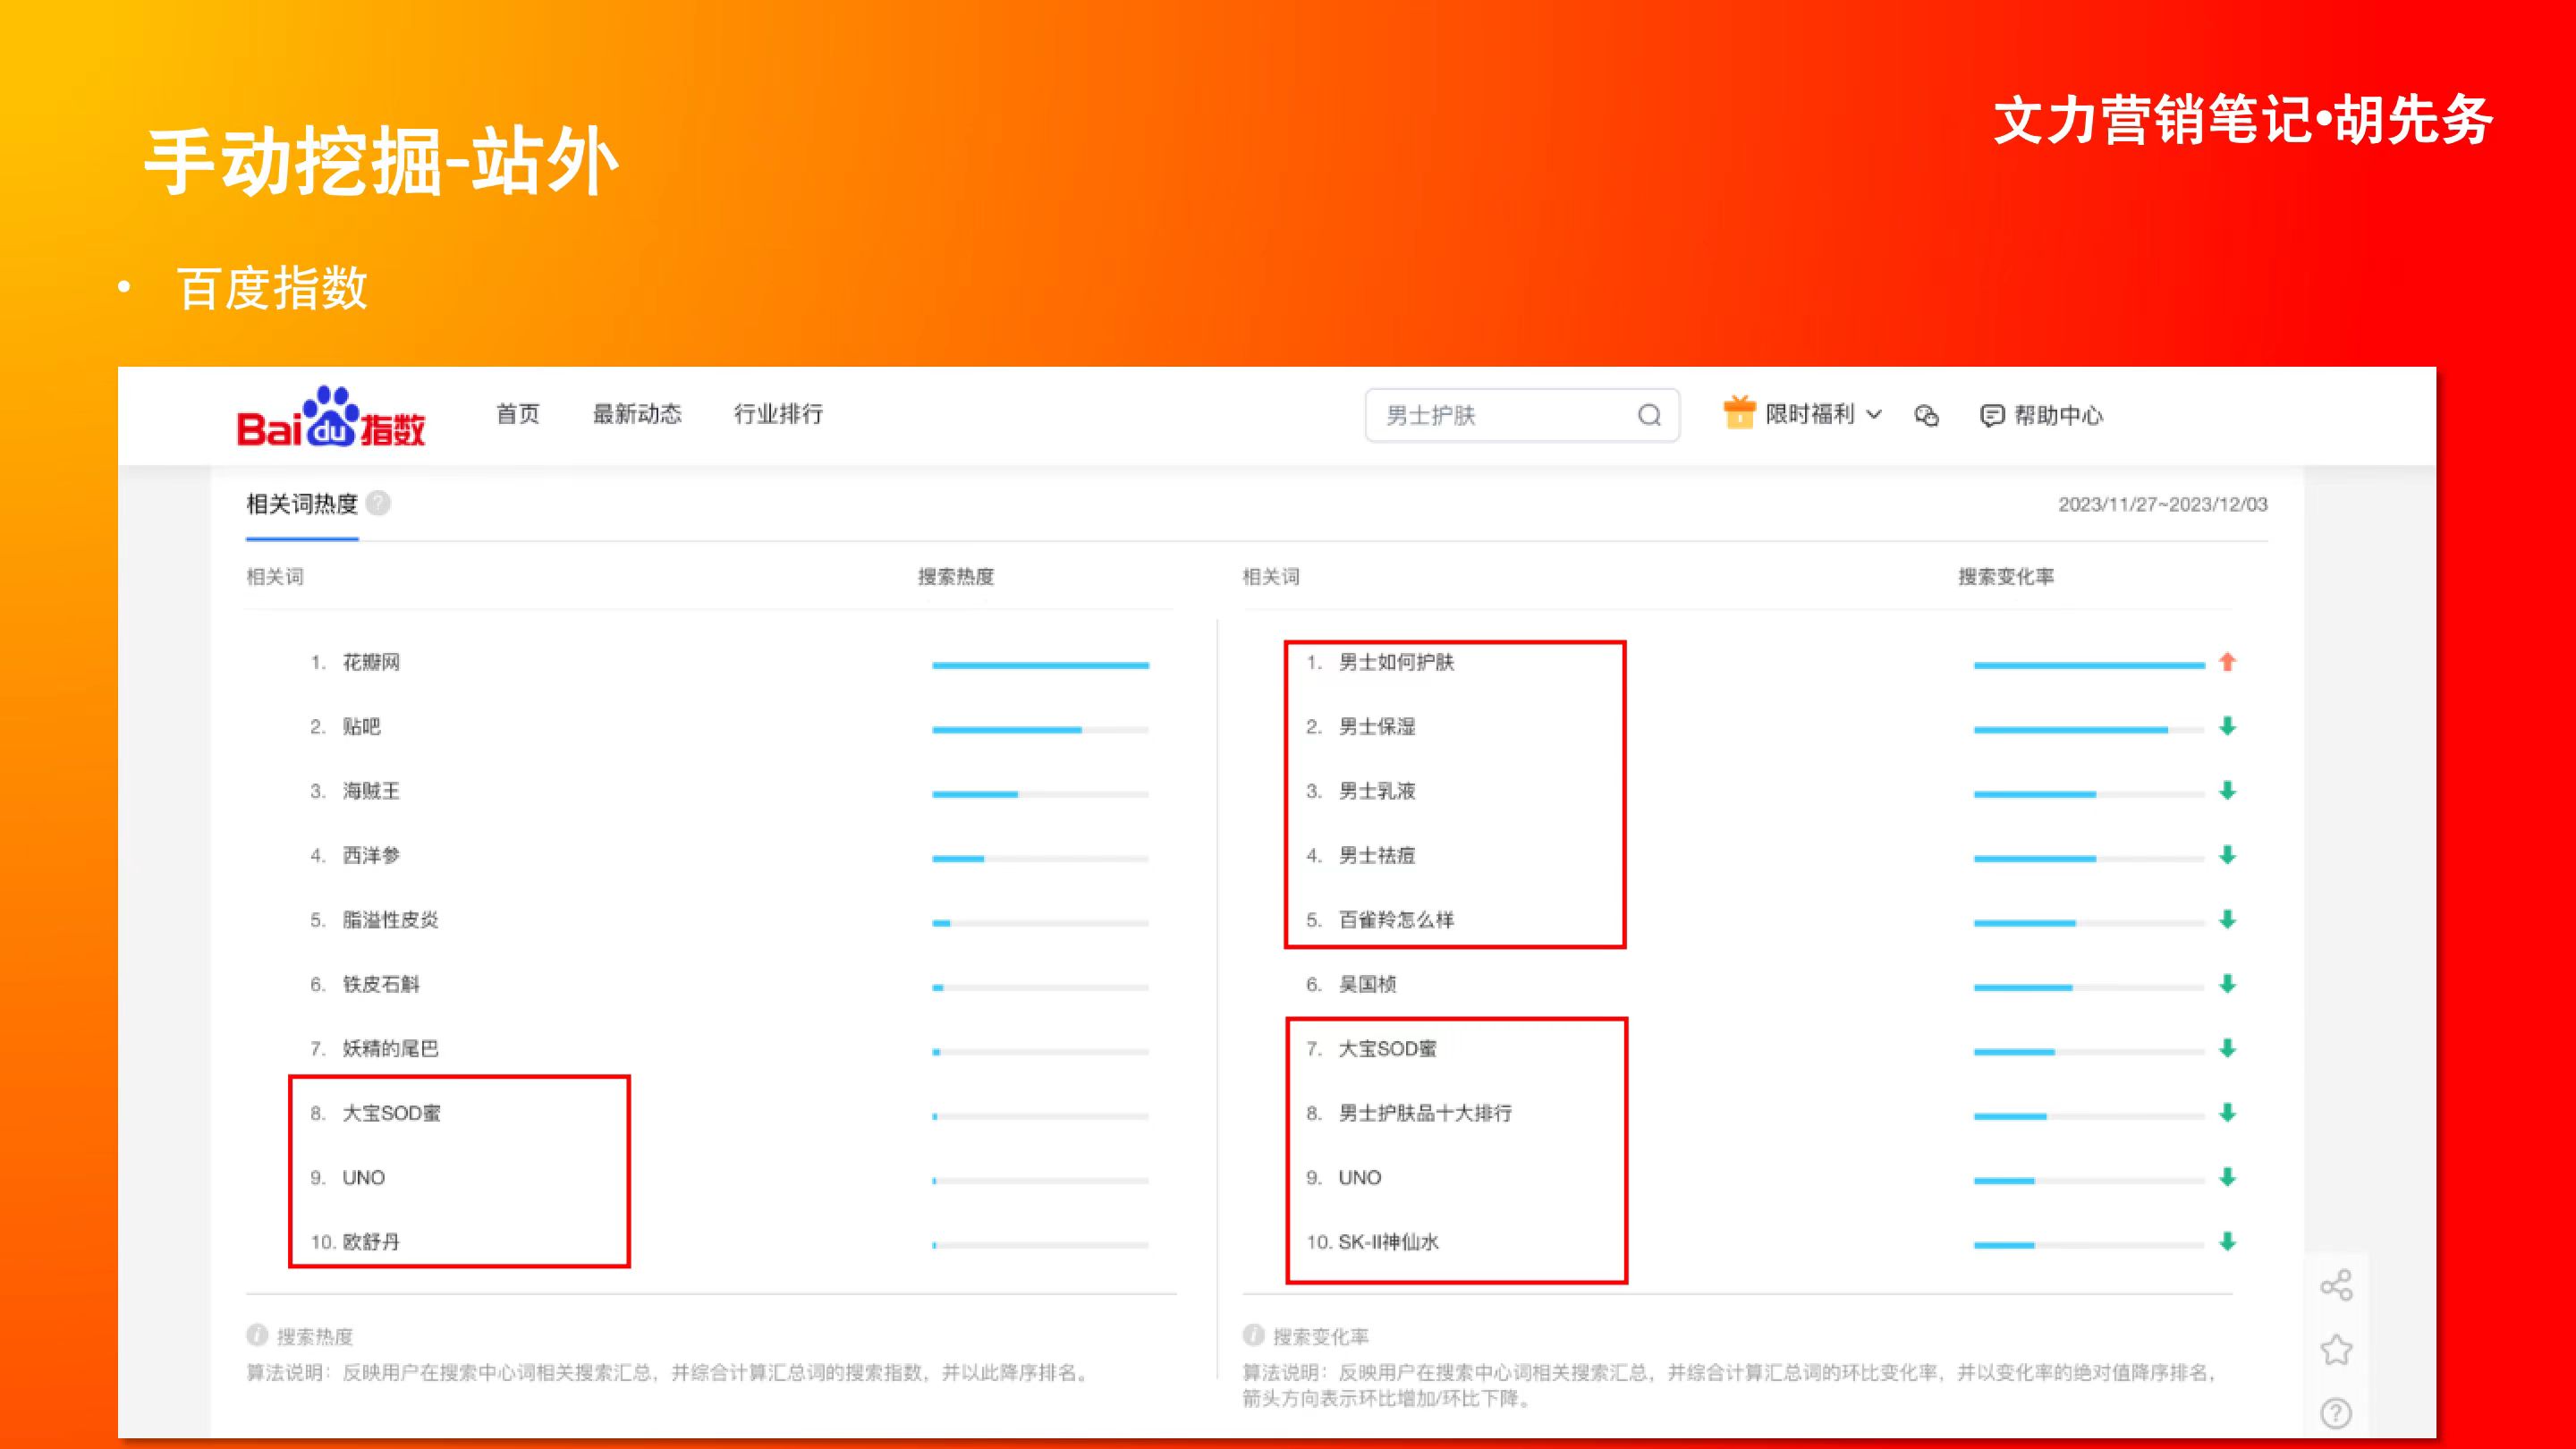 文力营销笔记•胡先务
手动挖掘-站外
• 百度指数
Bai du 指数 首页 最新动态 行业排行 男士护肤 限时福利 帮助中心
相关词热度 ? 2023/11/27~2023/12/03
相关词 搜索热度
1. 花瓣网
2. 贴吧
3. 海贼王
4. 西洋参
5. 脂溢性皮炎
6. 铁皮石斛
7. 妖精的尾巴
8. 大宝SOD蜜
9. UNO
10. 欧舒丹
搜索热度
算法说明：反映用户在搜索中心词相关搜索汇总，并综合计算汇总词的搜索指数，并以此降序排名。
相关词 搜索变化率
1. 男士如何护肤
2. 男士保湿
3. 男士乳液
4. 男士祛痘
5. 百雀羚怎么样
6. 吴国桢
7. 大宝SOD蜜
8. 男士护肤品十大排行
9. UNO
10. SK-II神仙水
搜索变化率
算法说明：反映用户在搜索中心词相关搜索汇总，并综合计算汇总词的环比变化率，并以变化率的绝对值降序排名，
箭头方向表示环比增加/环比下降。